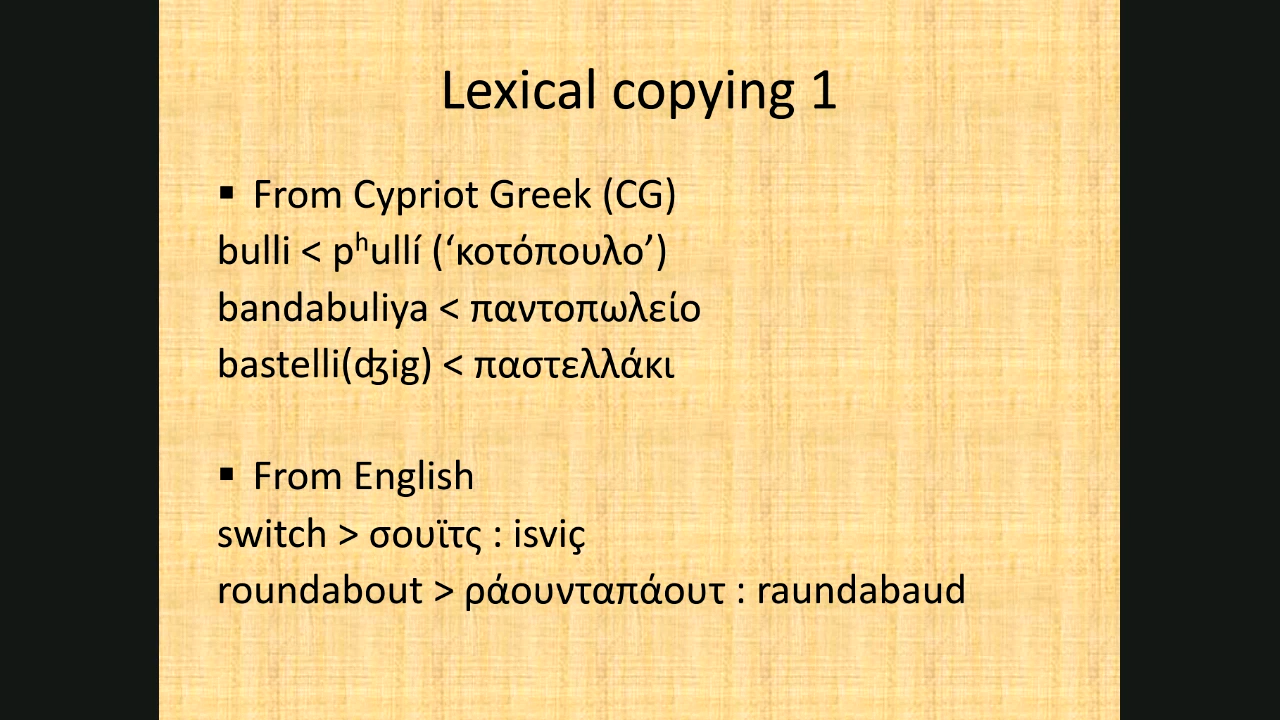 Lexical copying 1
▪ From Cypriot Greek (CG)
bulli < pʰullí (‘κοτόπουλο’)
bandabuliya < παντοπωλείο
bastelli(ʤig) < παστελλάκι
▪ From English
switch > σουϊτς : isviç
roundabout > ράουνταπάουτ : raundabaud